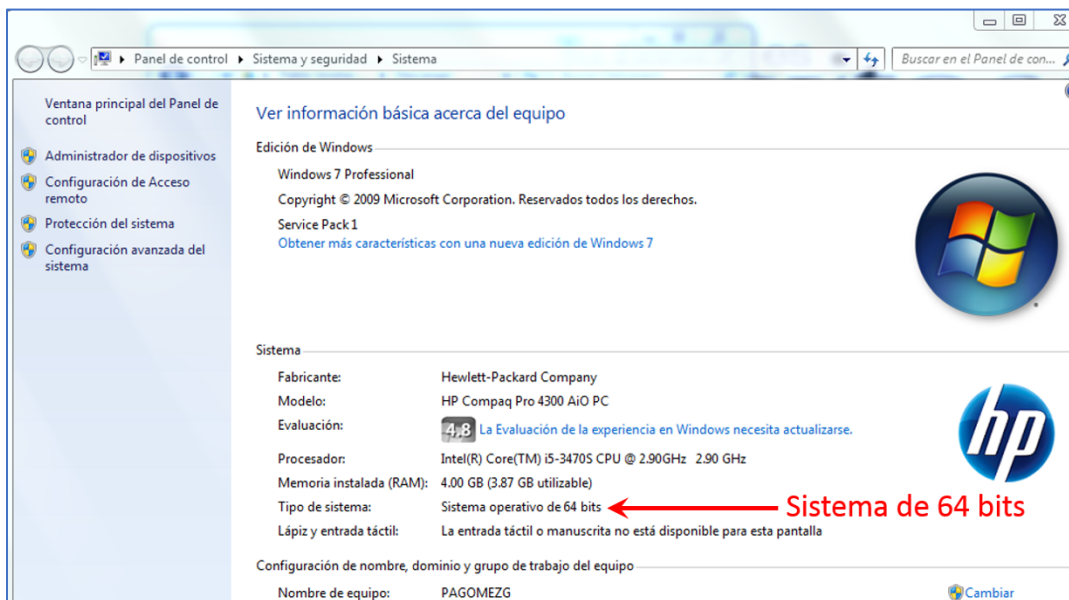 Panel de control ▸ Sistema y seguridad ▸ Sistema
Buscar en el Panel de con...
Ventana principal del Panel de
control
Administrador de dispositivos
Configuración de Acceso
remoto
Protección del sistema
Configuración avanzada del
sistema
Ver información básica acerca del equipo
Edición de Windows
Windows 7 Professional
Copyright © 2009 Microsoft Corporation. Reservados todos los derechos.
Service Pack 1
Obtener más características con una nueva edición de Windows 7
Sistema
Fabricante: Hewlett-Packard Company
Modelo: HP Compaq Pro 4300 AiO PC
Evaluación: 4,8 La Evaluación de la experiencia en Windows necesita actualizarse.
hp
Procesador: Intel(R) Core(TM) i5-3470S CPU @ 2.90GHz 2.90 GHz
Memoria instalada (RAM): 4.00 GB (3.87 GB utilizable)
Tipo de sistema: Sistema operativo de 64 bits
Sistema de 64 bits
Lápiz y entrada táctil: La entrada táctil o manuscrita no está disponible para esta pantalla
Configuración de nombre, dominio y grupo de trabajo del equipo
Nombre de equipo: PAGOMEZG
Cambiar